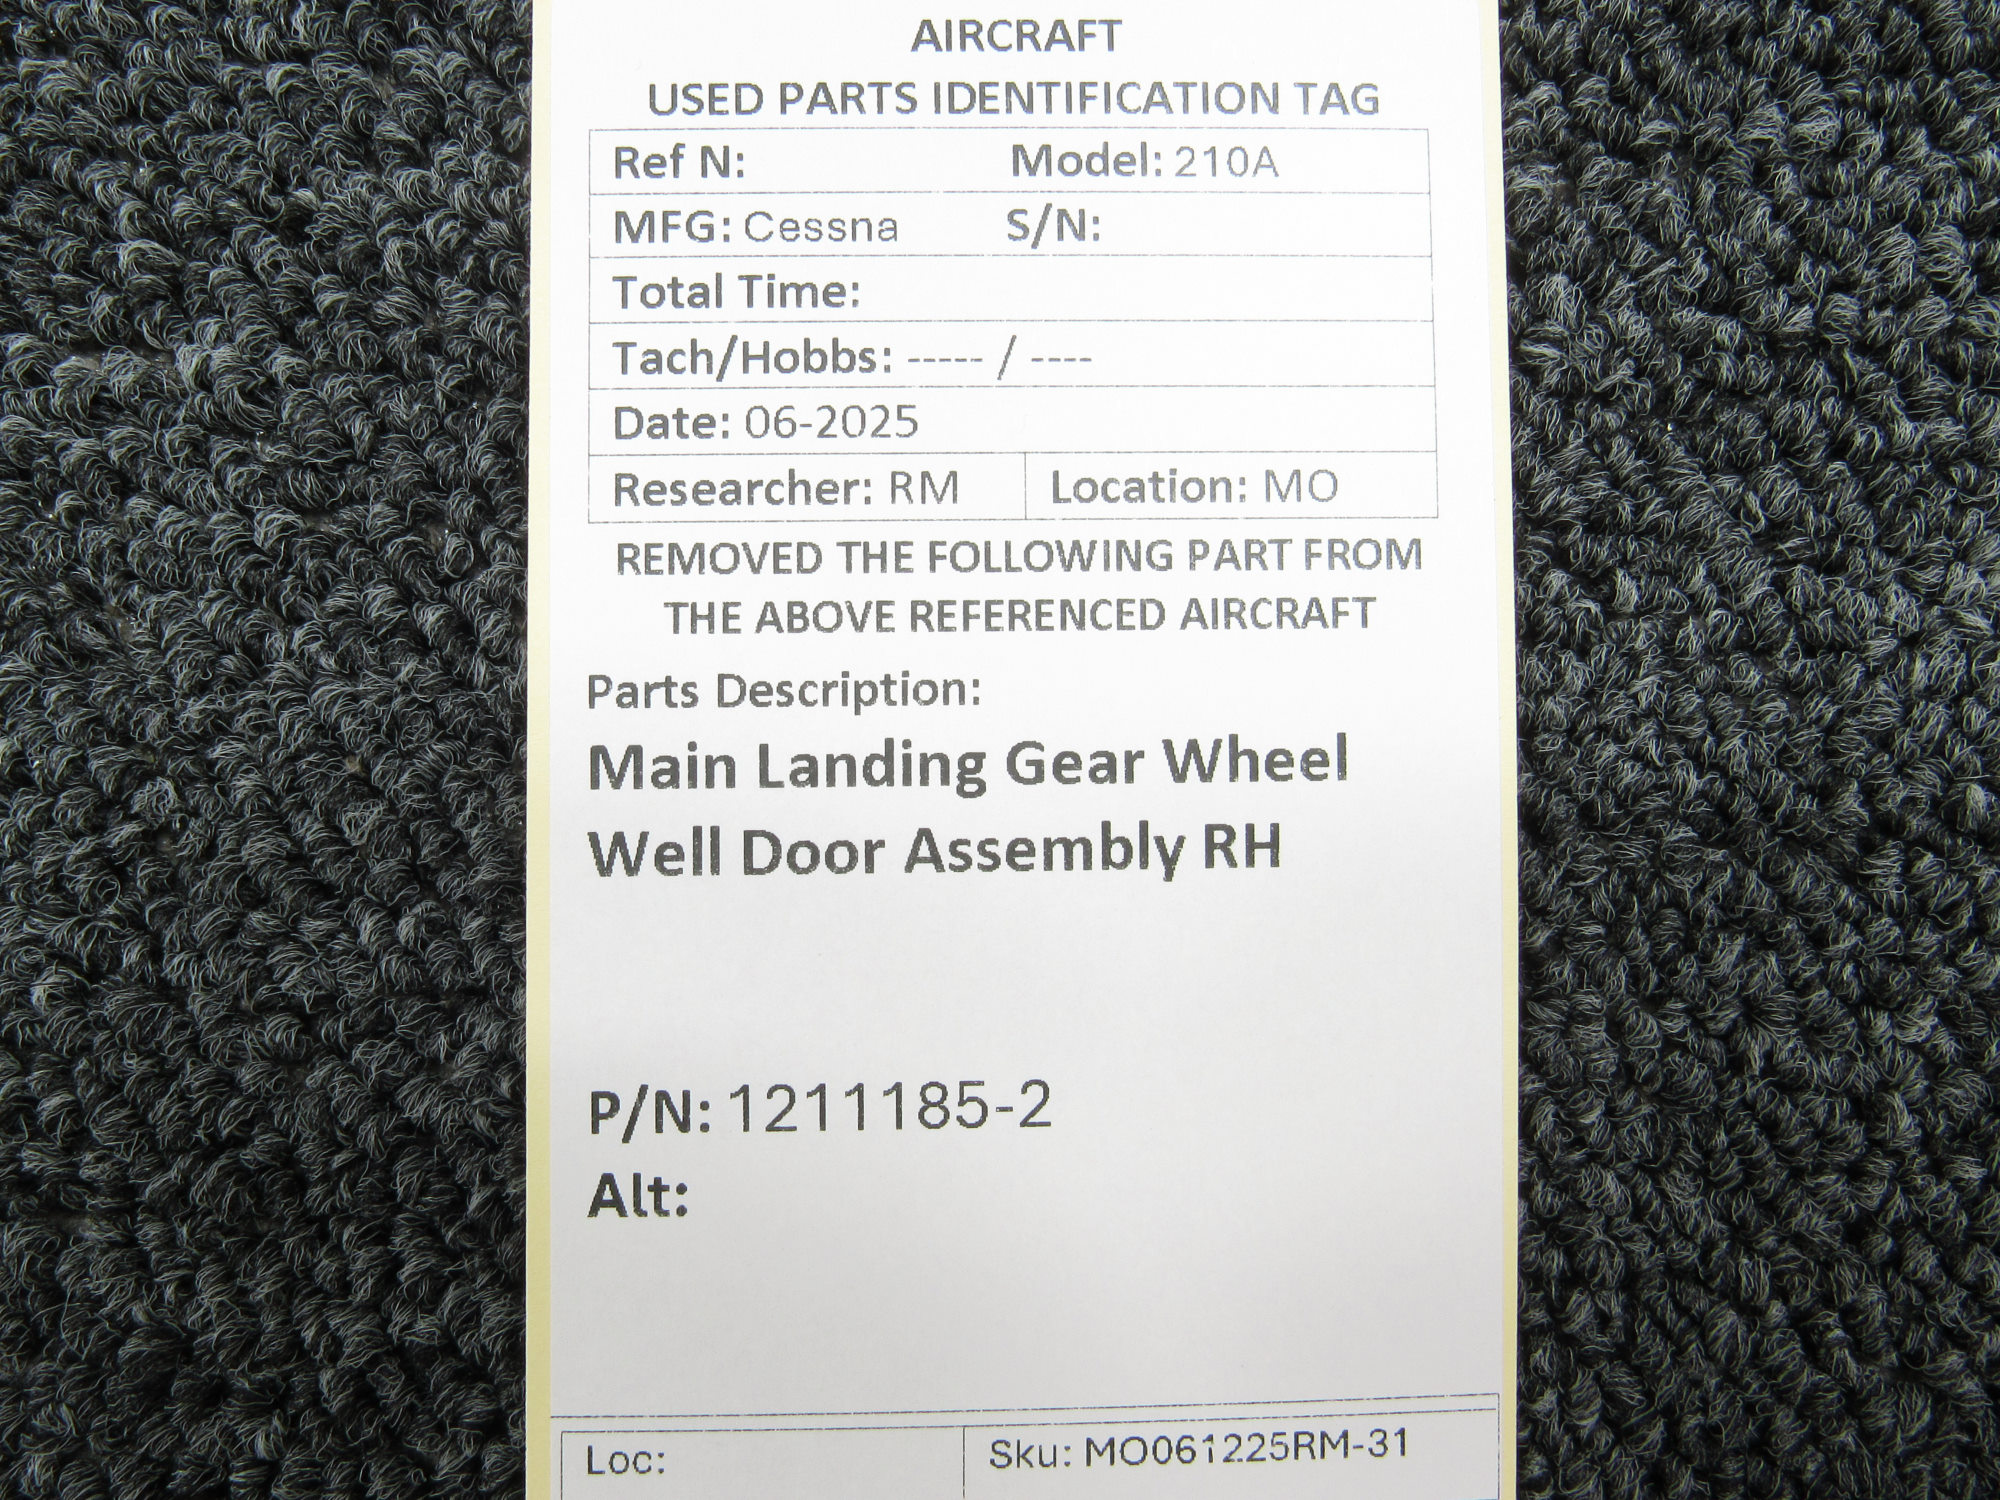 AIRCRAFT
USED PARTS IDENTIFICATION TAG
Ref N: Model: 210A
MFG: Cessna S/N:
Total Time:
Tach/Hobbs: ----- / ----
Date: 06-2025
Researcher: RM Location: MO
REMOVED THE FOLLOWING PART FROM
THE ABOVE REFERENCED AIRCRAFT
Parts Description:
Main Landing Gear Wheel
Well Door Assembly RH
P/N: 1211185-2
Alt:
Loc: Sku: MO061225RM-31